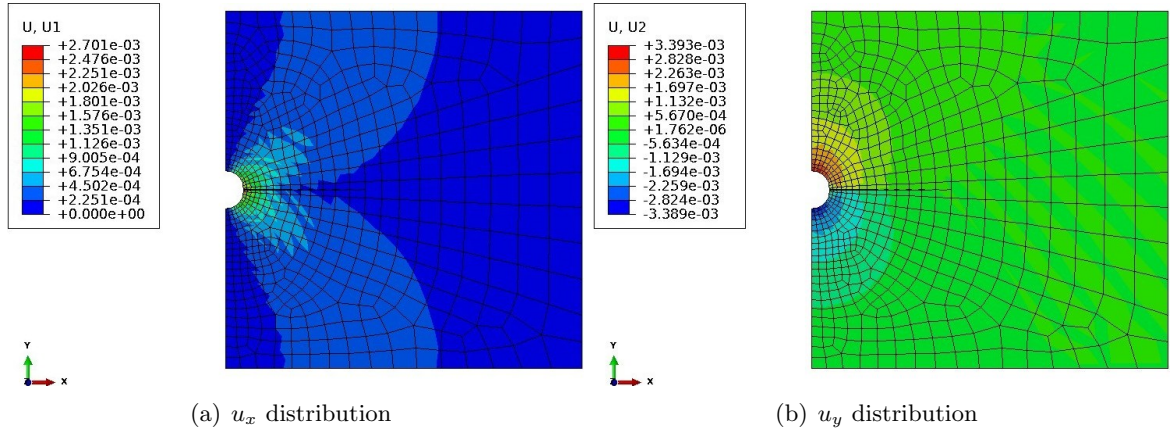 U, U1
+2.701e-03
+2.476e-03
+2.251e-03
+2.026e-03
+1.801e-03
+1.576e-03
+1.351e-03
+1.126e-03
+9.005e-04
+6.754e-04
+4.502e-04
+2.251e-04
+0.000e+00
Y
Z
X
(a) u_x distribution
U, U2
+3.393e-03
+2.828e-03
+2.263e-03
+1.697e-03
+1.132e-03
+5.670e-04
+1.762e-06
-5.634e-04
-1.129e-03
-1.694e-03
-2.259e-03
-2.824e-03
-3.389e-03
Y
Z
X
(b) u_y distribution